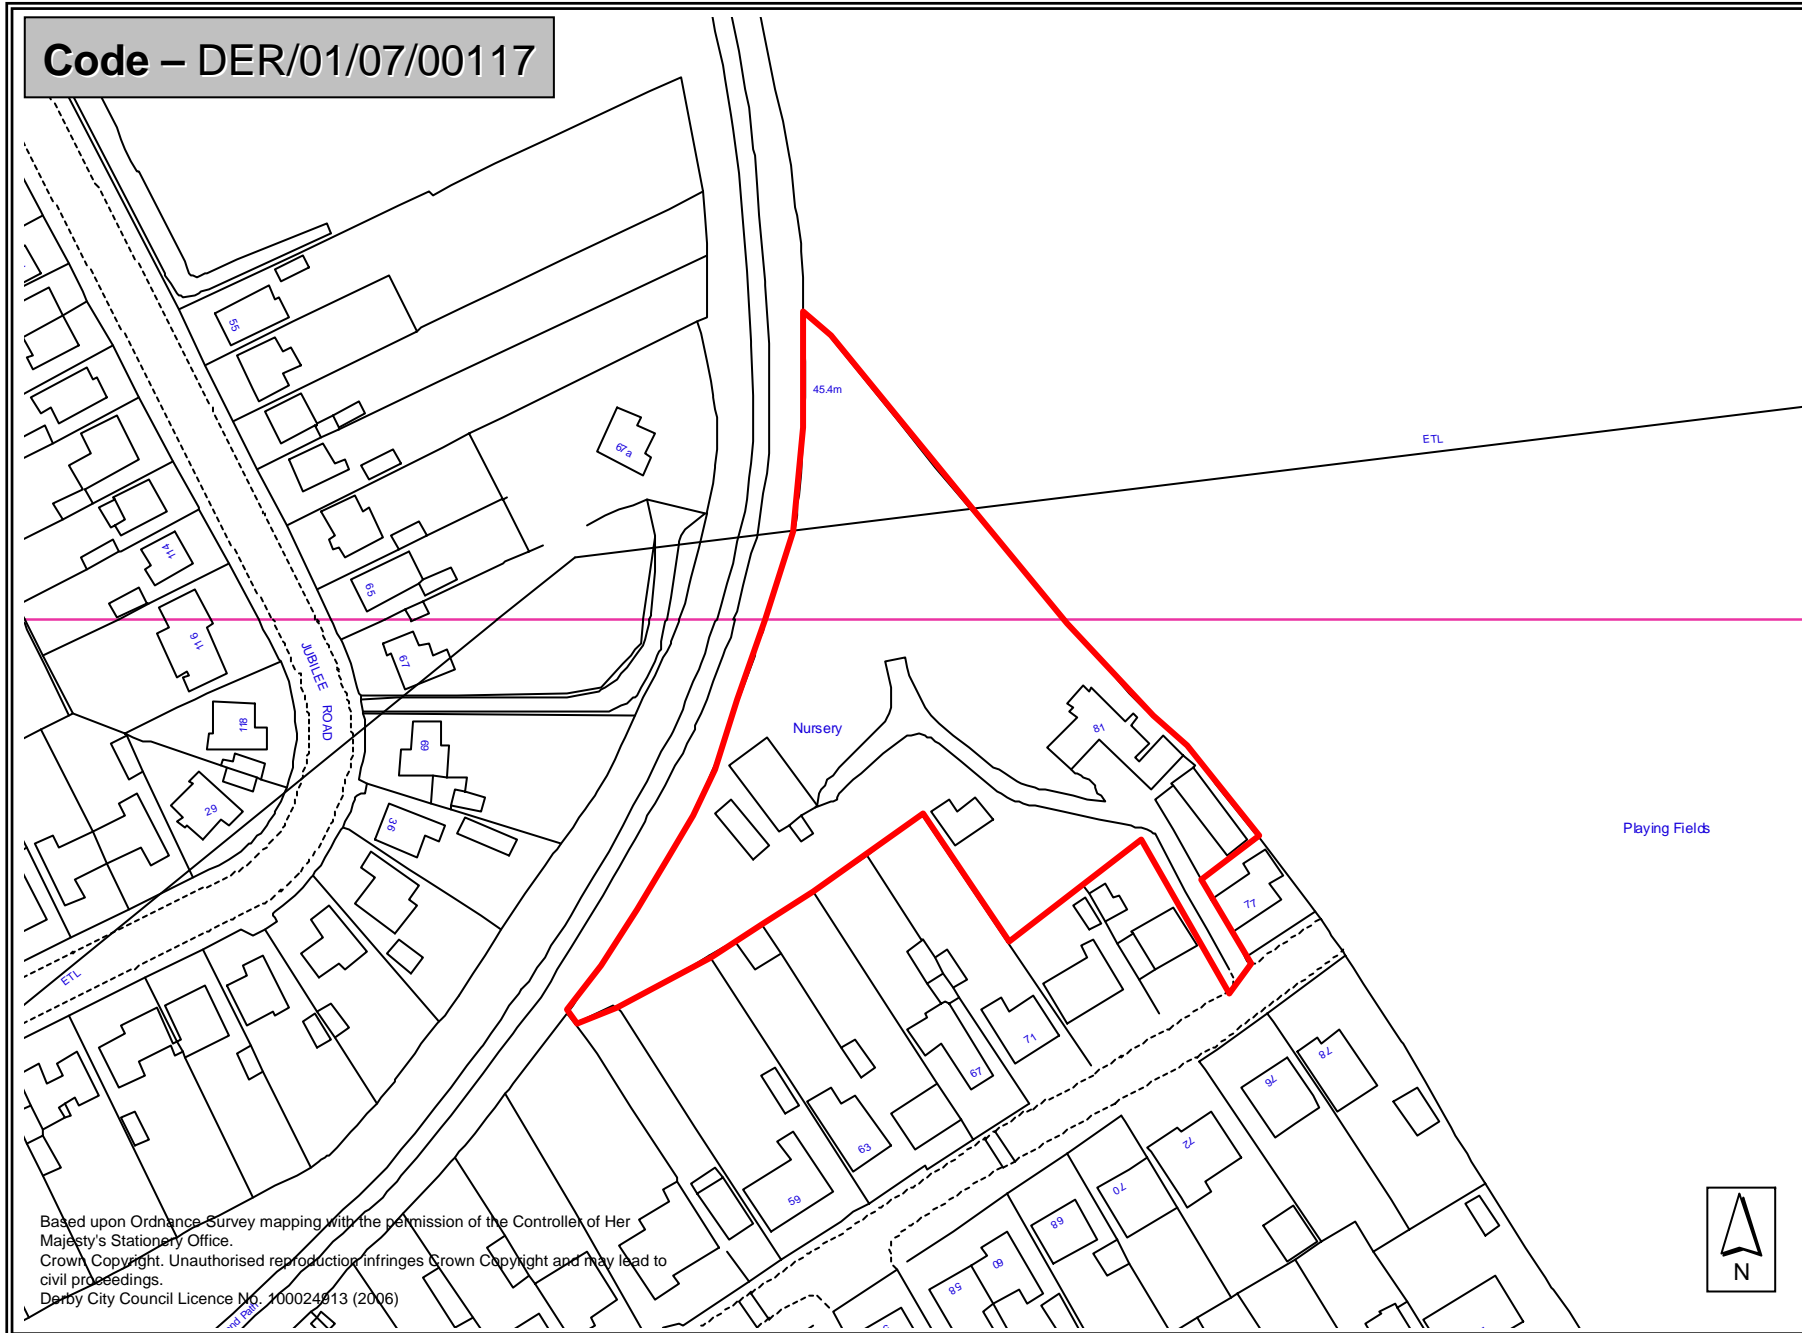 Code – DER/01/07/00117
55
67a
45.4m
ETL
114
65
116
67
JUBILEE ROAD
118
69
Nursery
81
29
36
Playing Fields
77
ETL
71
67
78
76
63
72
59
70
68
60
58
Based upon Ordnance Survey mapping with the permission of the Controller of Her
Majesty's Stationery Office.
Crown Copyright. Unauthorised reproduction infringes Crown Copyright and may lead to
civil proceedings.
Derby City Council Licence No. 100024913 (2006)
Path
N